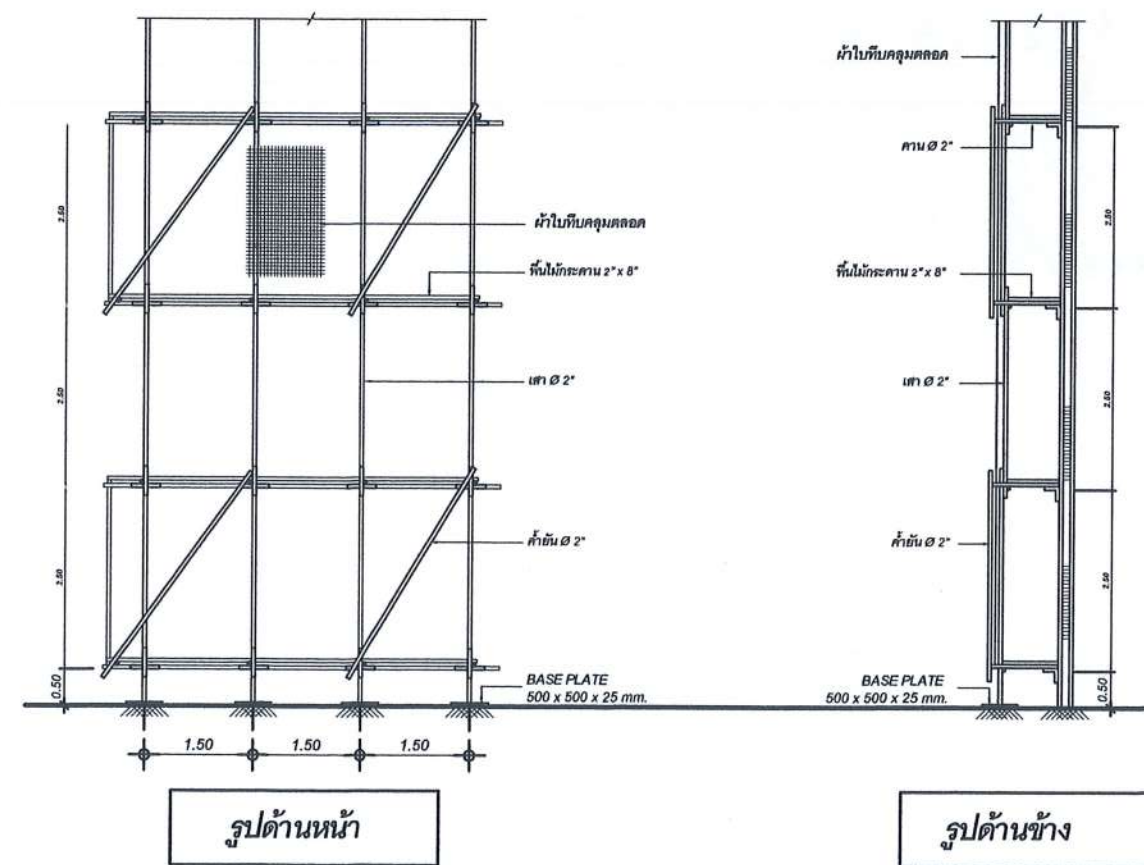 ผ้าใบทึบคลุมตลอด
พื้นไม้กระดาน 2" x 8"
เสา Ø 2"
ค้ำยัน Ø 2"
BASE PLATE
500 x 500 x 25 mm.
2.50
2.50
2.50
0.50
1.50
1.50
1.50
รูปด้านหน้า
ผ้าใบทึบคลุมตลอด
คาน Ø 2"
พื้นไม้กระดาน 2" x 8"
เสา Ø 2"
ค้ำยัน Ø 2"
BASE PLATE
500 x 500 x 25 mm.
2.50
2.50
2.50
0.50
รูปด้านข้าง